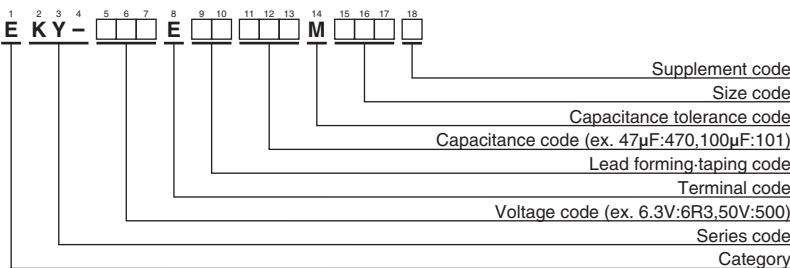 1 2 3 4 5 6 7 8 9 10 11 12 13 14 15 16 17 18
E KY– E M
Supplement code
Size code
Capacitance tolerance code
Capacitance code (ex. 47μF:470,100μF:101)
Lead forming·taping code
Terminal code
Voltage code (ex. 6.3V:6R3,50V:500)
Series code
Category